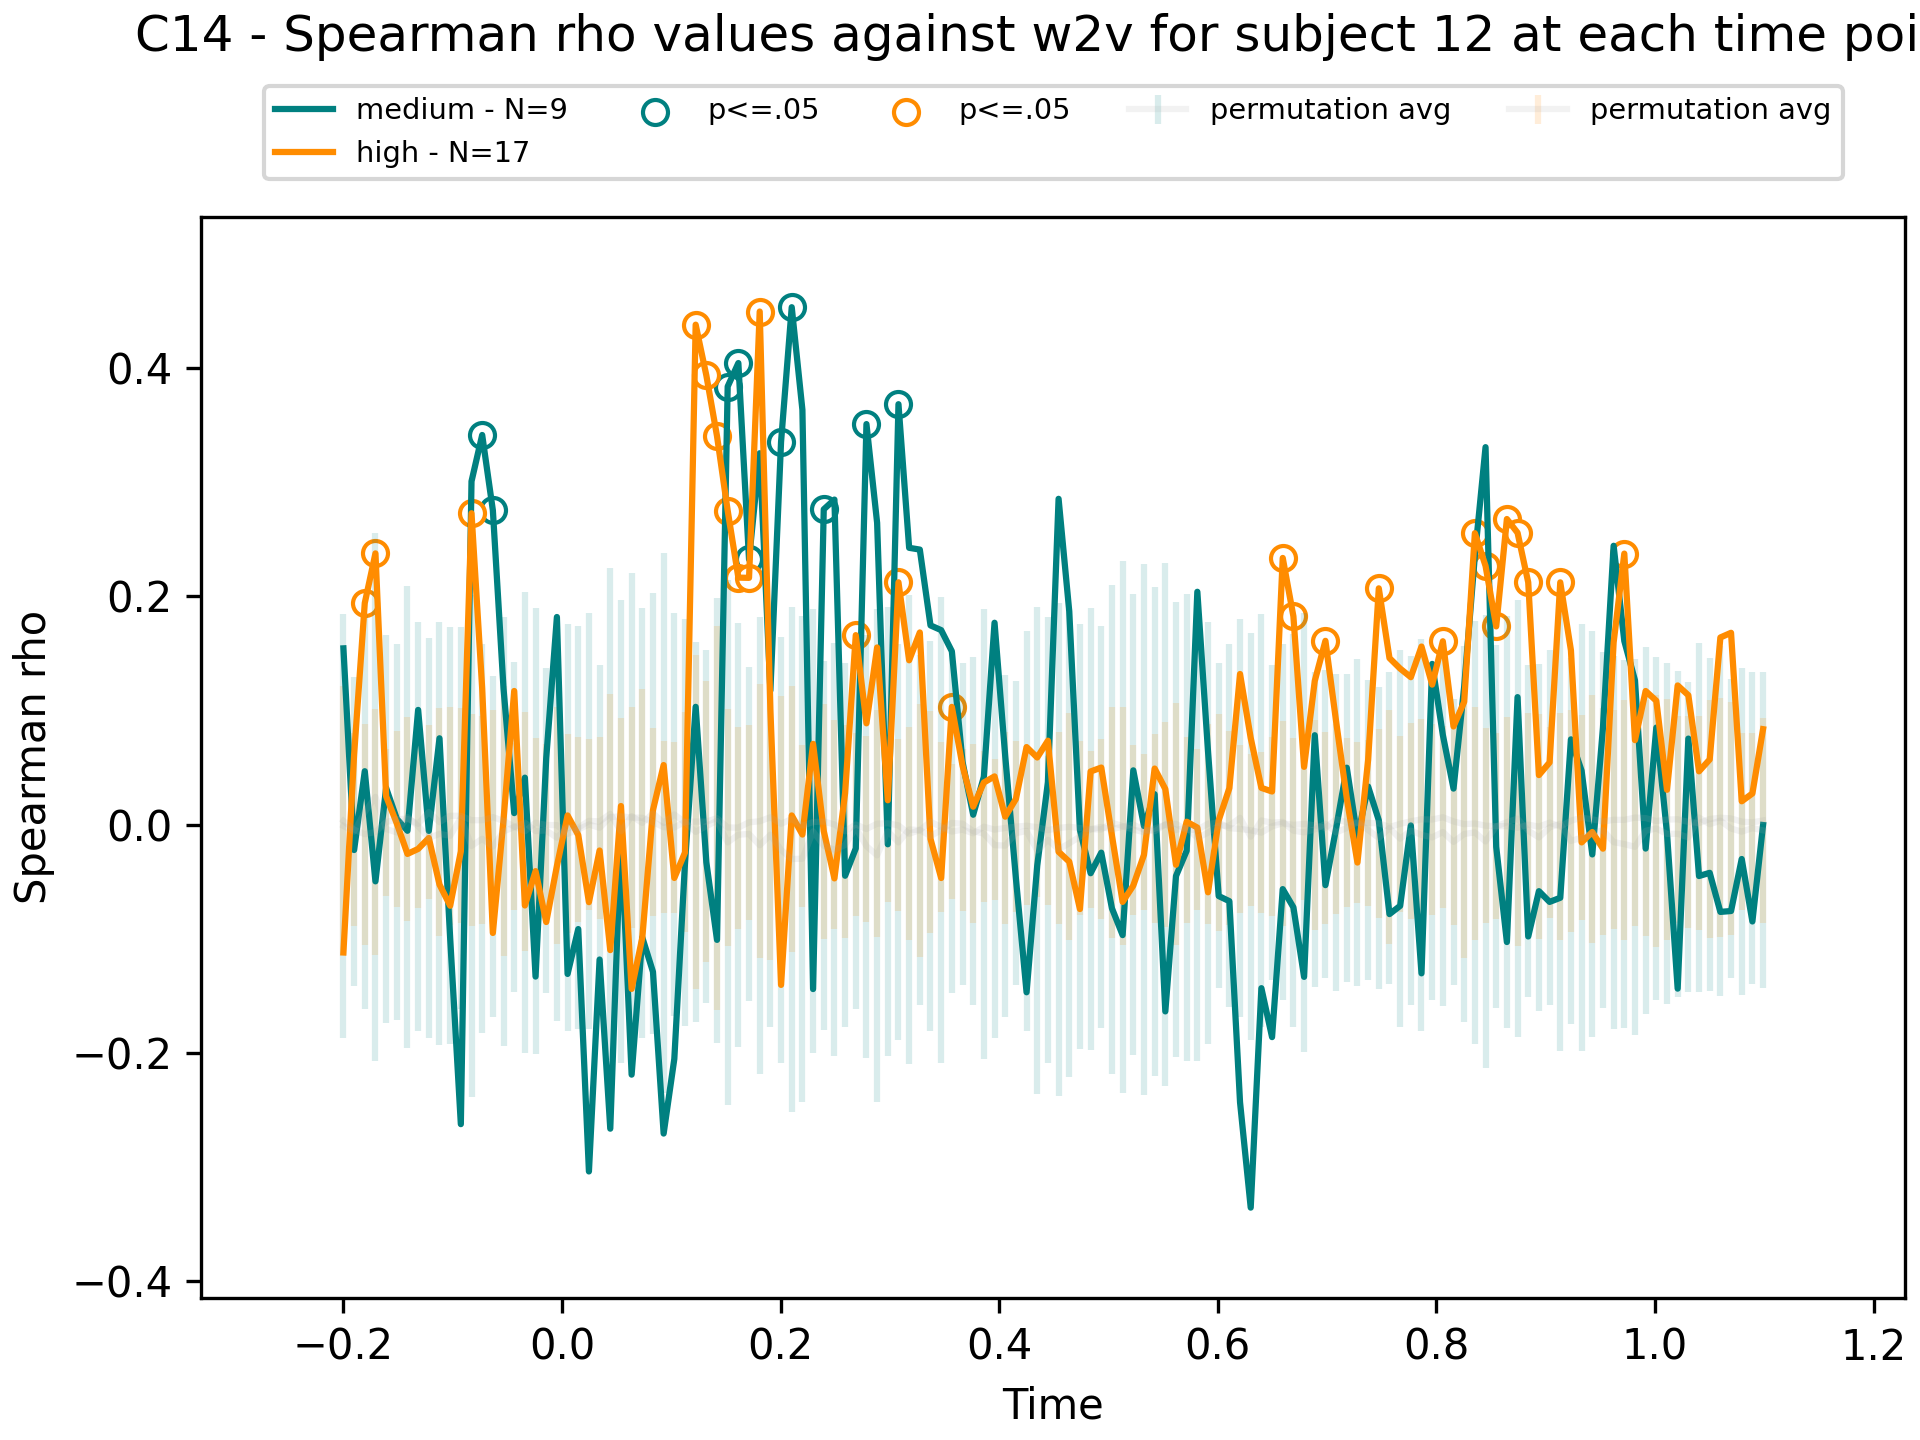 C14 - Spearman rho values against w2v for subject 12 at each time poi
medium - N=9
high - N=17
p<=.05
p<=.05
permutation avg
permutation avg
Spearman rho
0.4
0.2
0.0
−0.2
−0.4
−0.2 0.0 0.2 0.4 0.6 0.8 1.0 1.2
Time